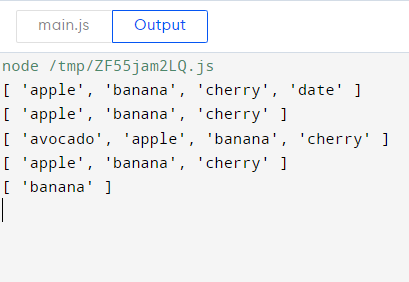 main.js Output
node /tmp/ZF55jam2LQ.js
[ 'apple', 'banana', 'cherry', 'date' ]
[ 'apple', 'banana', 'cherry' ]
[ 'avocado', 'apple', 'banana', 'cherry' ]
[ 'apple', 'banana', 'cherry' ]
[ 'banana' ]